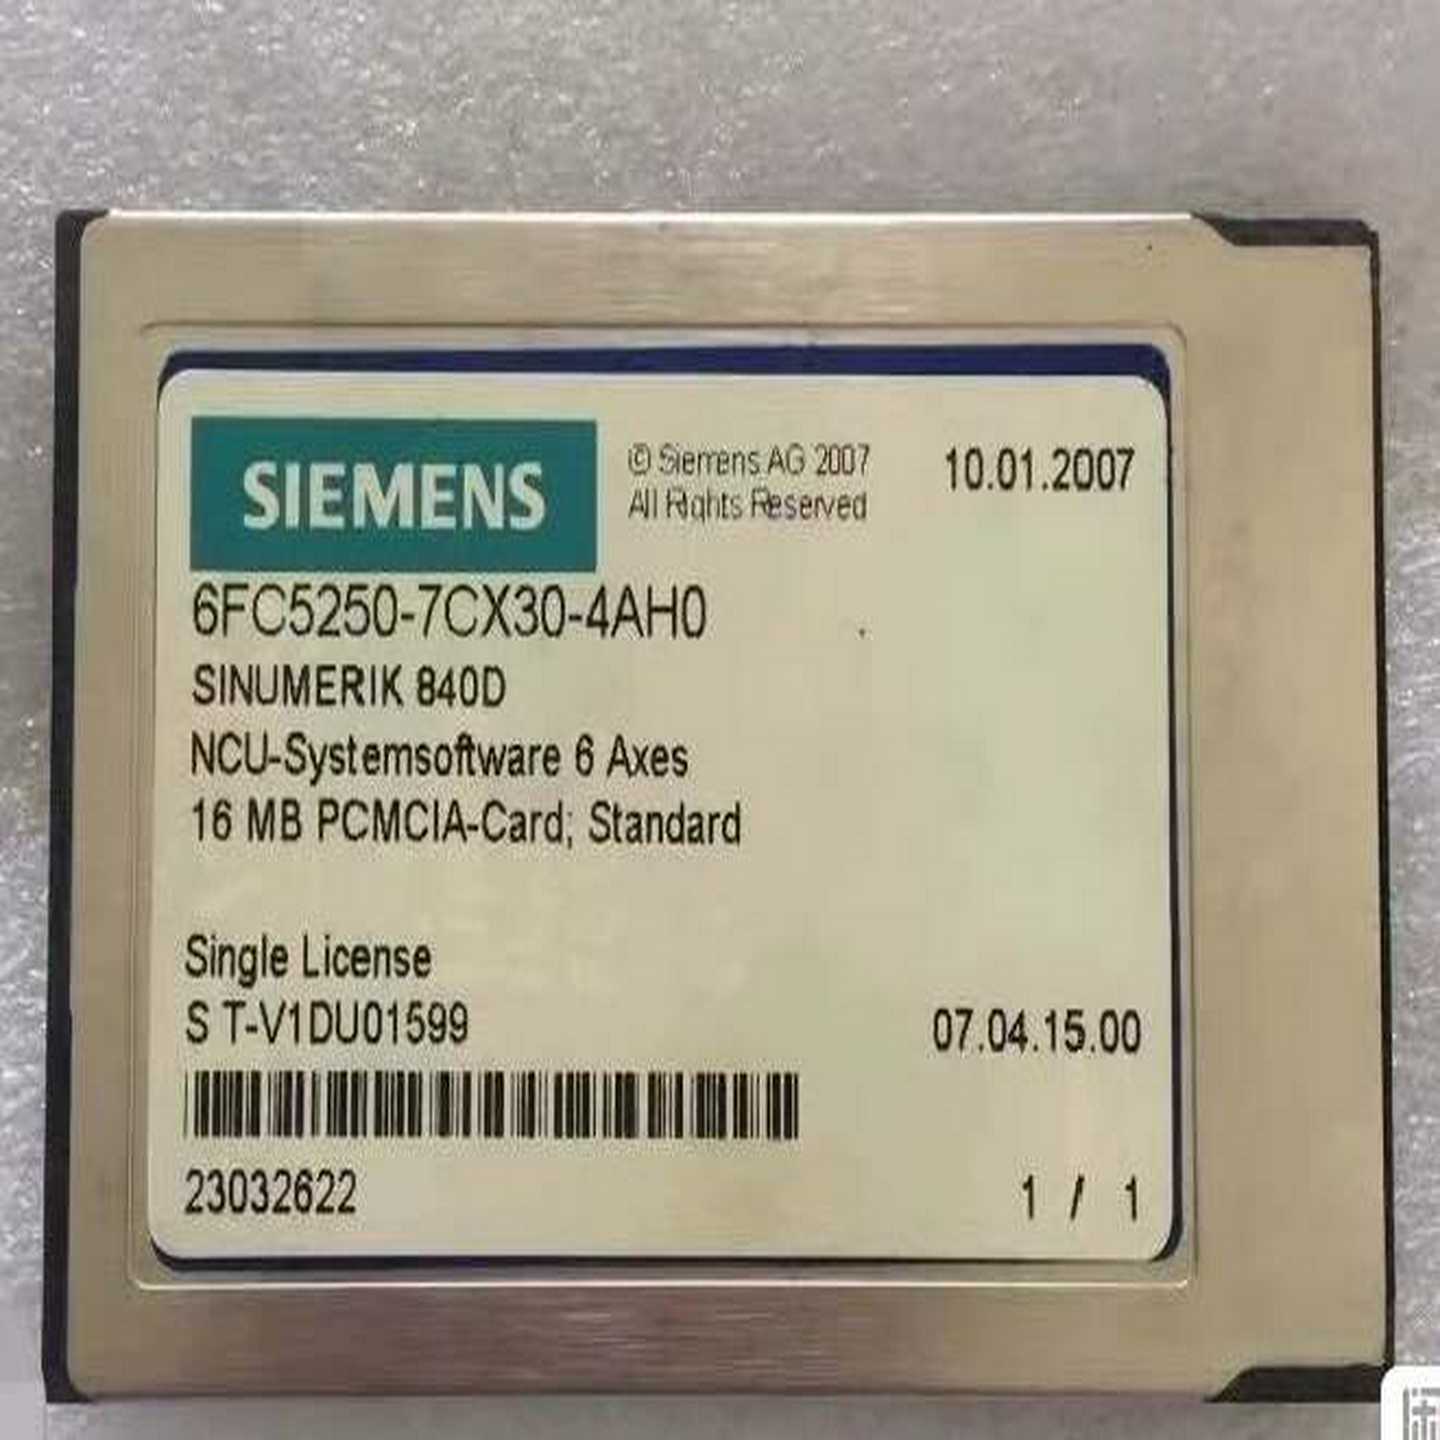 SIEMENS
© Siemens AG 2007
All Rights Reserved
10.01.2007
6FC5250-7CX30-4AH0
SINUMERIK 840D
NCU-Systemsoftware 6 Axes
16 MB PCMCIA-Card; Standard
Single License
S T-V1DU01599
07.04.15.00
23032622
1 / 1